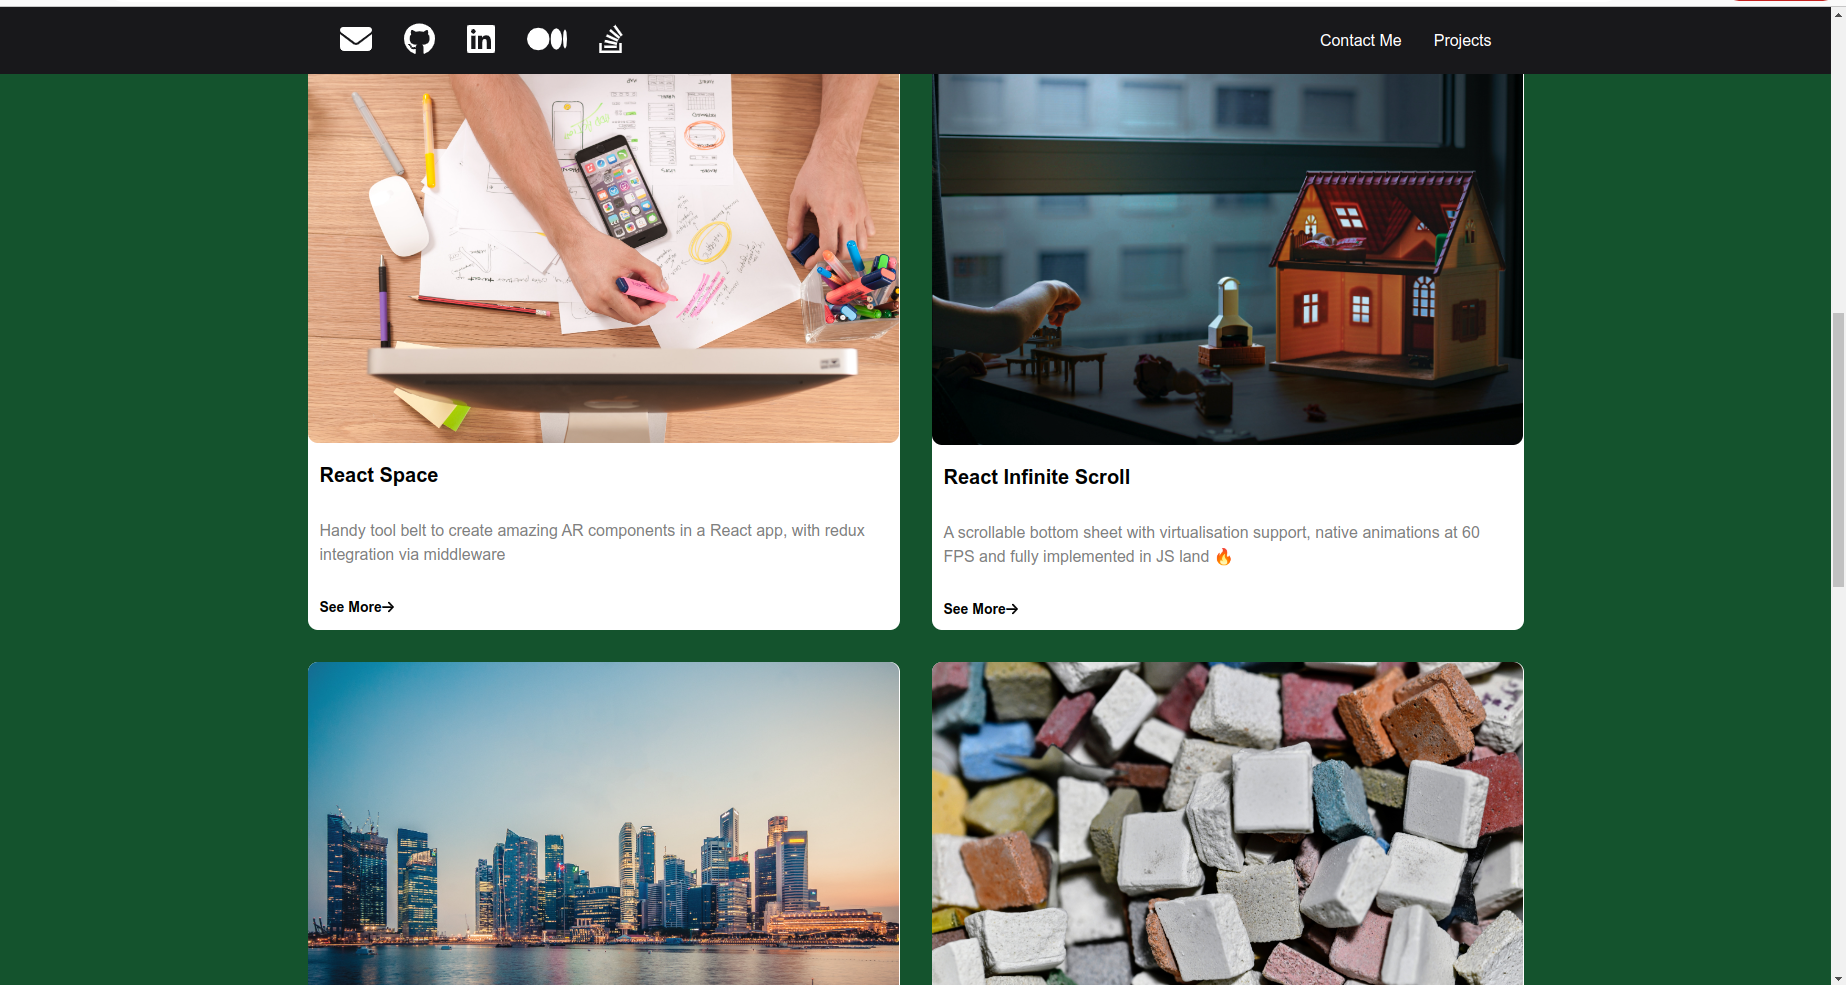 Contact Me Projects
React Space
Handy tool belt to create amazing AR components in a React app, with redux
integration via middleware
See More→
React Infinite Scroll
A scrollable bottom sheet with virtualisation support, native animations at 60
FPS and fully implemented in JS land 🔥
See More→